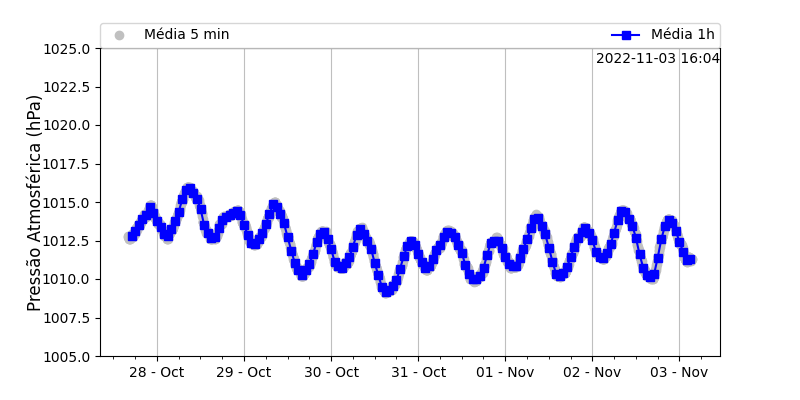 Média 5 min
Média 1h
2022-11-03 16:04
Pressão Atmosférica (hPa)
1025.0
1022.5
1020.0
1017.5
1015.0
1012.5
1010.0
1007.5
1005.0
28 - Oct
29 - Oct
30 - Oct
31 - Oct
01 - Nov
02 - Nov
03 - Nov